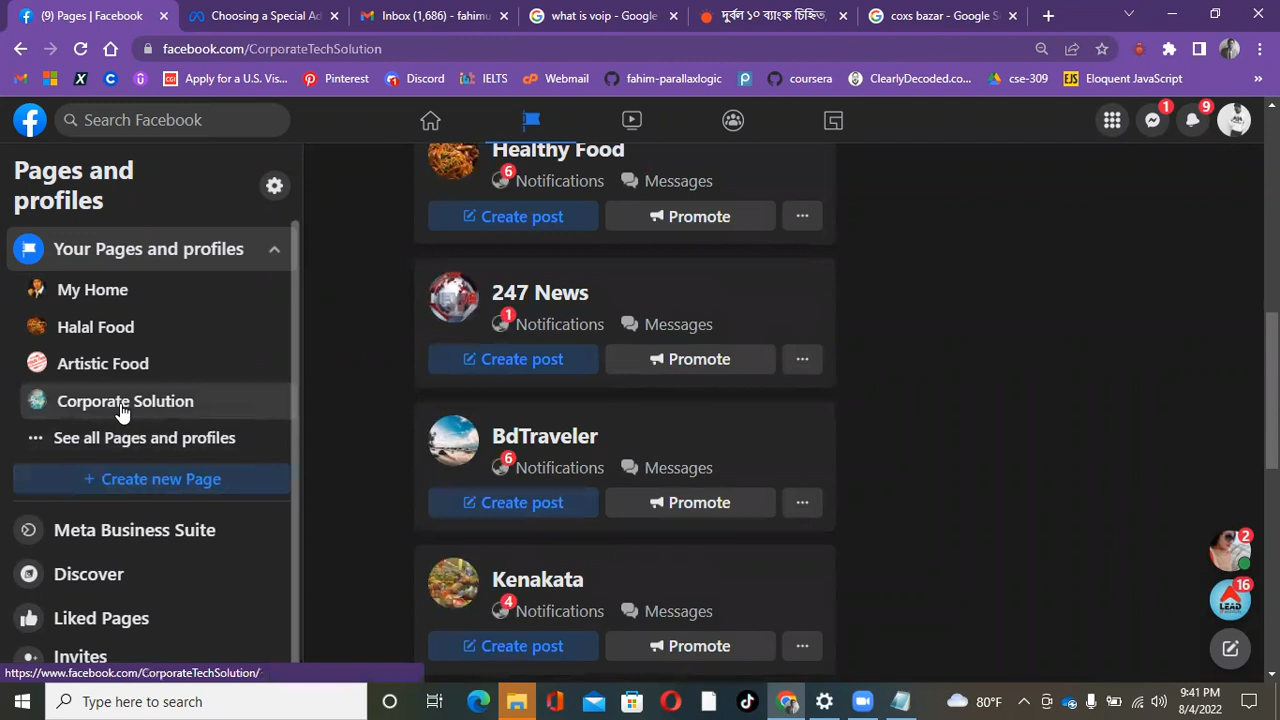 (9) Pages | Facebook
Choosing a Special Ad
Inbox (1,686) - fahimu
what is voip - Google
দুর্বল ১০ ব্যাংক চিহ্নিত,
coxs bazar - Google S
facebook.com/CorporateTechSolution
Apply for a U.S. Vis...
Pinterest
Discord
IELTS
Webmail
fahim-parallaxlogic
coursera
ClearlyDecoded.co...
cse-309
EJS
Eloquent JavaScript
Search Facebook
1
9
Pages and
profiles
Your Pages and profiles
My Home
Halal Food
Artistic Food
Corporate Solution
See all Pages and profiles
+ Create new Page
Meta Business Suite
Discover
Liked Pages
Invites
https://www.facebook.com/CorporateTechSolution/
Healthy Food
6 Notifications Messages
Create post Promote ...
247 News
1 Notifications Messages
Create post Promote ...
BdTraveler
6 Notifications Messages
Create post Promote ...
Kenakata
4 Notifications Messages
Create post Promote ...
2
16
LEAD
Type here to search
80°F
9:41 PM
8/4/2022